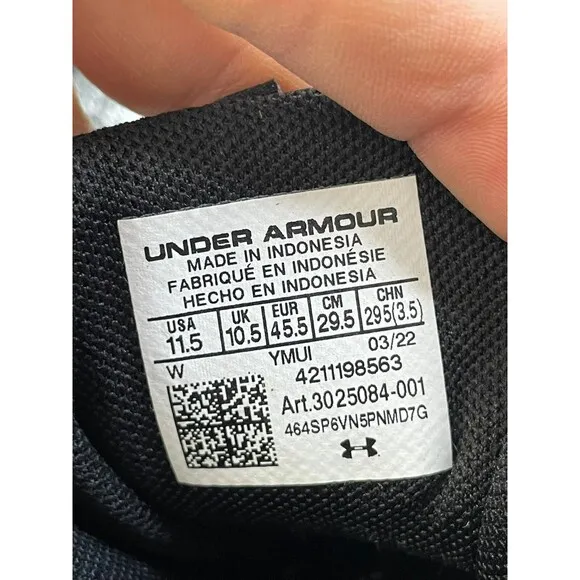 UNDER ARMOUR
MADE IN INDONESIA
FABRIQUÉ EN INDONÉSIE
HECHO EN INDONESIA
USA UK EUR CM CHN
11.5 10.5 45.5 29.5 295(3.5)
W YMUI 03/22
4211198563
Art.3025084-001
464SP6VN5PNMD7G